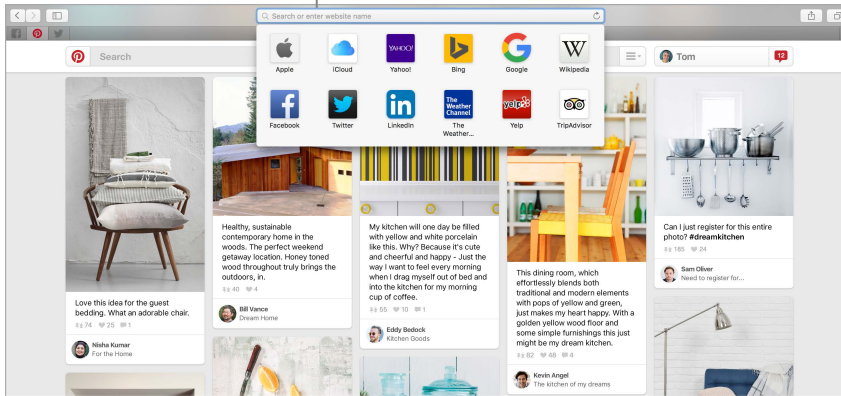 Search or enter website name
Search
Tom
12
Apple
iCloud
YAHOO!
Yahoo!
Bing
G
Google
W
Wikipedia
f
Facebook
Twitter
in
LinkedIn
The
Weather
Channel
The
Weather...
yelp
Yelp
TripAdvisor
Love this idea for the guest
bedding. What an adorable chair.
74 25 1
Nisha Kumar
For the Home
Healthy, sustainable
contemporary home in the
woods. The perfect weekend
getaway location. Honey toned
wood throughout truly brings the
outdoors, in.
40 4
Bill Vance
Dream Home
My kitchen will one day be filled
with yellow and white porcelain
like this. Why? Because it's cute
and cheerful and happy - Just the
way I want to feel every morning
when I drag myself out of bed and
into the kitchen for my morning
cup of coffee.
55 10 1
Eddy Bedock
Kitchen Goods
This dining room, which
effortlessly blends both
traditional and modern elements
with pops of yellow and green,
just makes my heart happy. With a
golden yellow wood floor and
some simple furnishings this just
might be my dream kitchen.
82 48 4
Kevin Angel
The kitchen of my dreams
Can I just register for this entire
photo? #dreamkitchen
185 24
Sam Oliver
Need to register for...